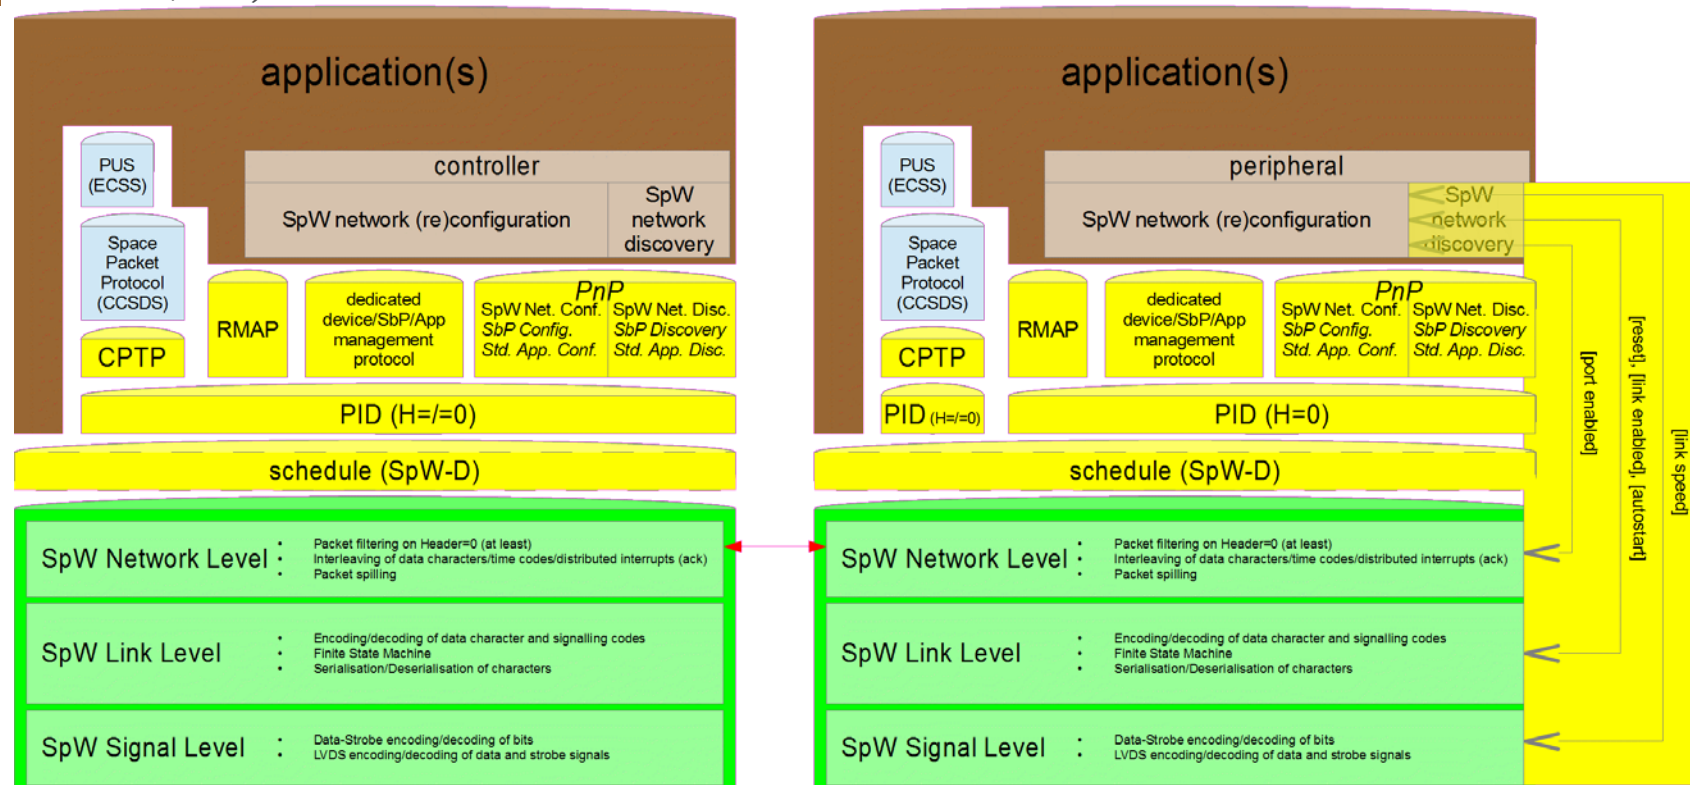 application(s)
PUS
(ECSS)
controller
SpW network (re)configuration
SpW
network
discovery
Space
Packet
Protocol
(CCSDS)
RMAP
dedicated
device/SbP/App
management
protocol
PnP
SpW Net. Conf.
SbP Config.
Std. App. Conf.
SpW Net. Disc.
SbP Discovery
Std. App. Disc.
CPTP
PID (H=/=0)
schedule (SpW-D)
SpW Network Level
• Packet filtering on Header=0 (at least)
• Interleaving of data characters/time codes/distributed interrupts (ack)
• Packet spilling
SpW Link Level
• Encoding/decoding of data character and signalling codes
• Finite State Machine
• Serialisation/Deserialisation of characters
SpW Signal Level
• Data-Strobe encoding/decoding of bits
• LVDS encoding/decoding of data and strobe signals
application(s)
PUS
(ECSS)
peripheral
SpW network (re)configuration
SpW
network
discovery
Space
Packet
Protocol
(CCSDS)
RMAP
dedicated
device/SbP/App
management
protocol
PnP
SpW Net. Conf.
SbP Config.
Std. App. Conf.
SpW Net. Disc.
SbP Discovery
Std. App. Disc.
CPTP
PID (H=/=0)
PID (H=0)
schedule (SpW-D)
SpW Network Level
• Packet filtering on Header=0 (at least)
• Interleaving of data characters/time codes/distributed interrupts (ack)
• Packet spilling
SpW Link Level
• Encoding/decoding of data character and signalling codes
• Finite State Machine
• Serialisation/Deserialisation of characters
SpW Signal Level
• Data-Strobe encoding/decoding of bits
• LVDS encoding/decoding of data and strobe signals
[port enabled]
[reset], [link enabled], [autostart]
[link speed]